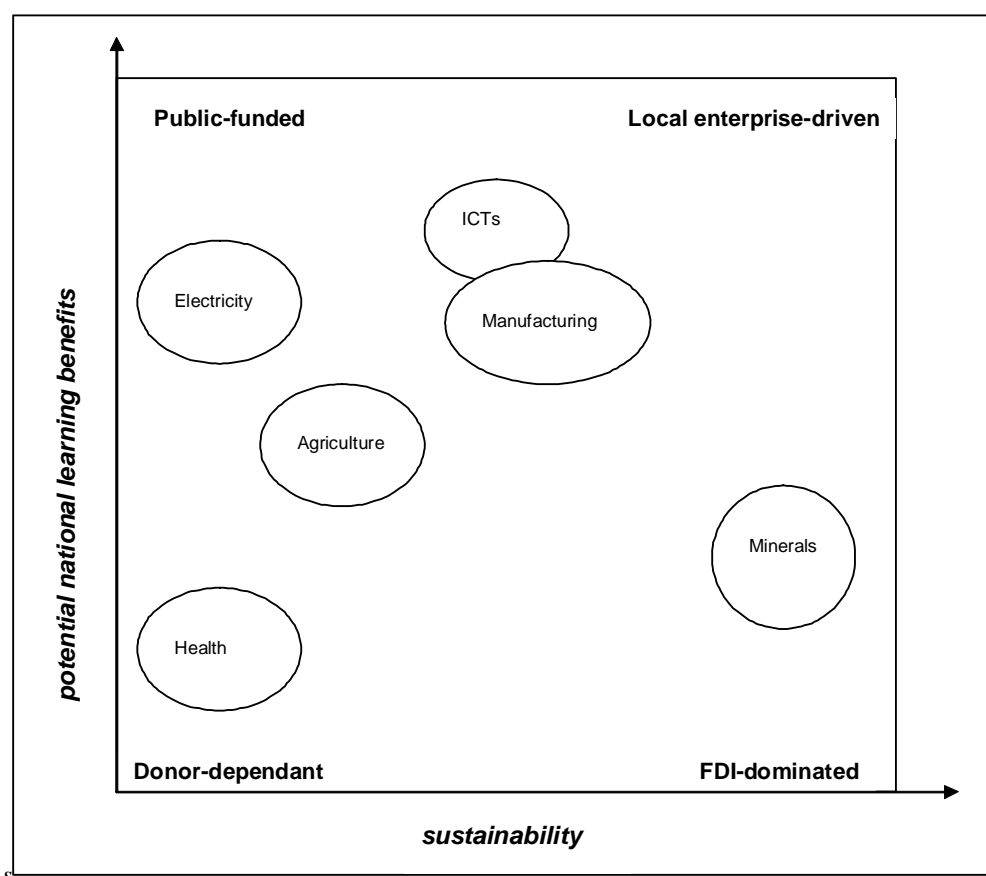 Public-funded
Local enterprise-driven
ICTs
Electricity
Manufacturing
Agriculture
Minerals
Health
Donor-dependant
FDI-dominated
potential national learning benefits
sustainability